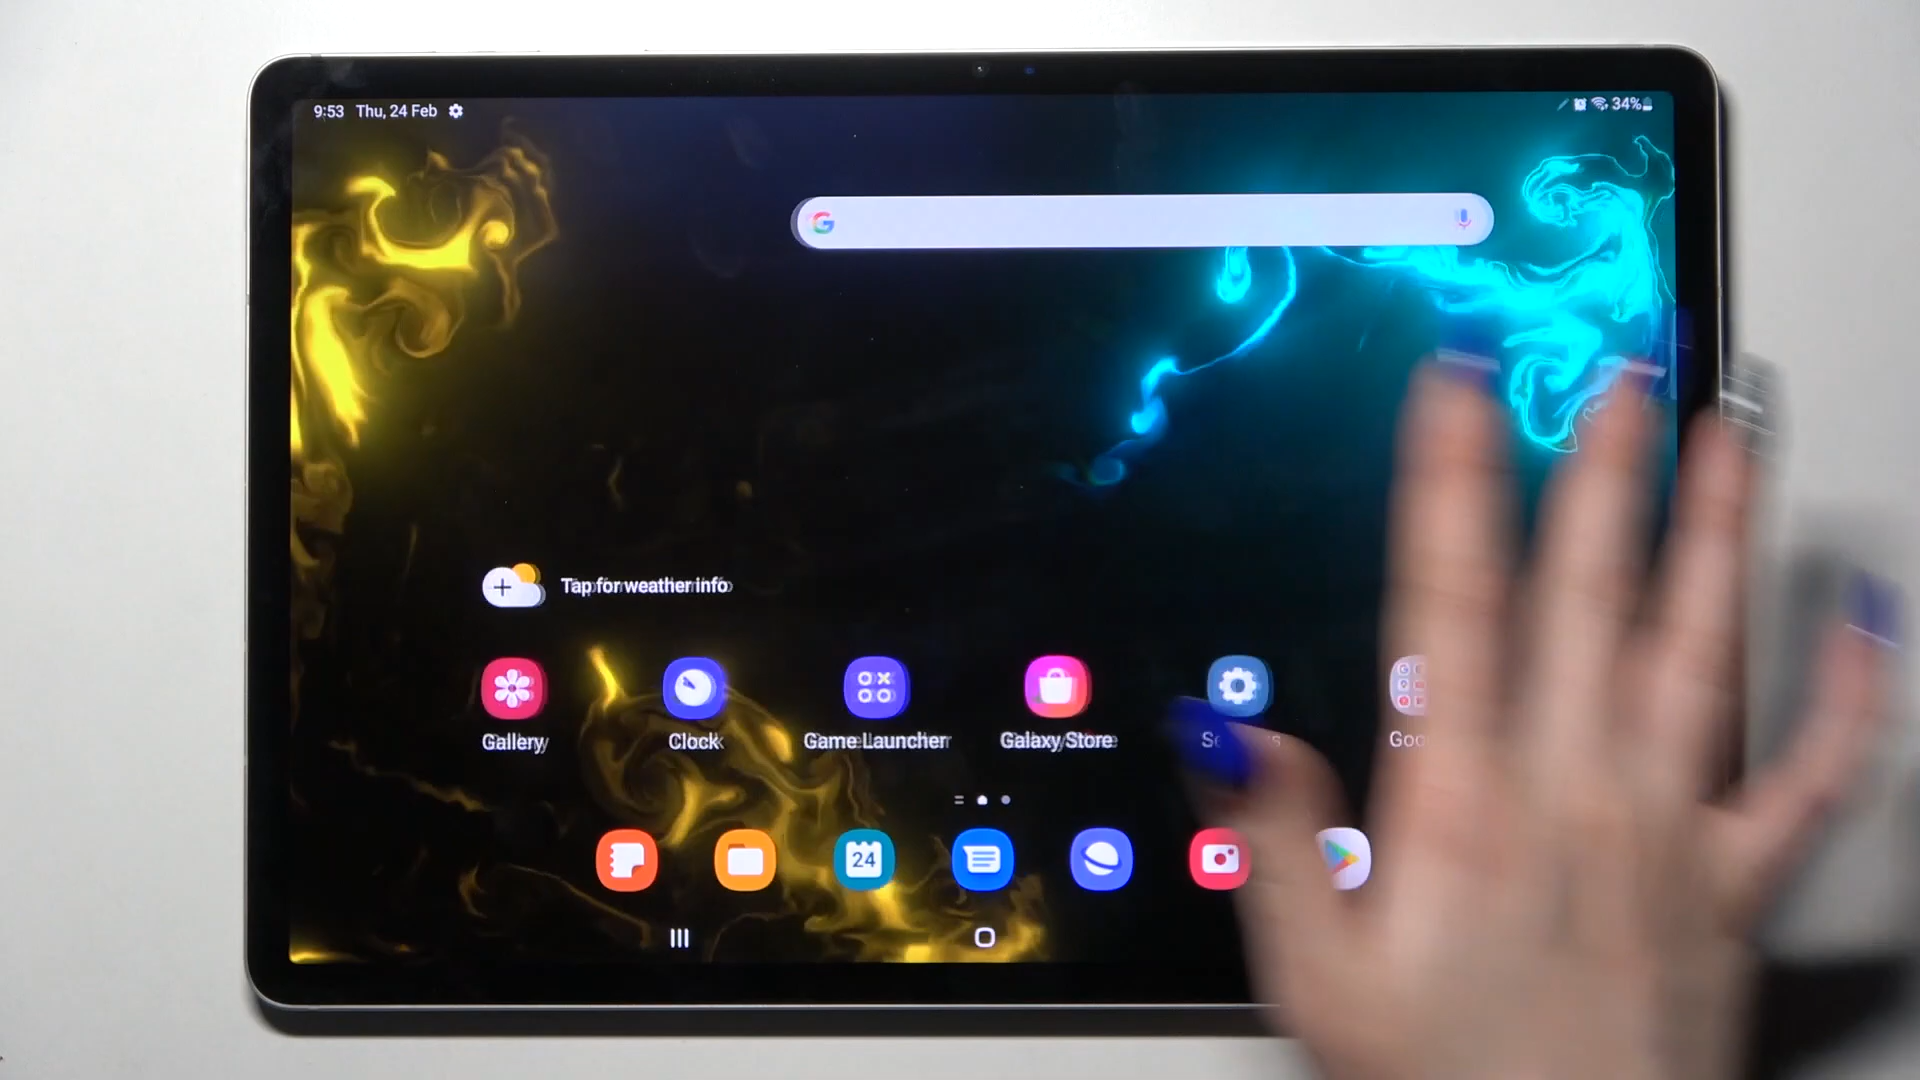 9:53 Thu, 24 Feb
34%
Tap for weather info
Gallery Clock Game Launcher Galaxy Store
24